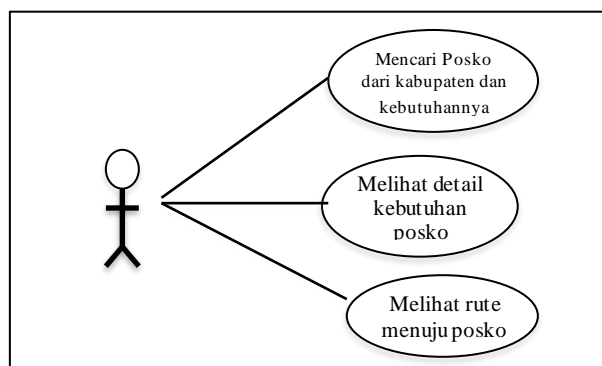 Mencari Posko
dari kabupaten dan
kebutuhannya
Melihat detail
kebutuhan
posko
Melihat rute
menuju posko